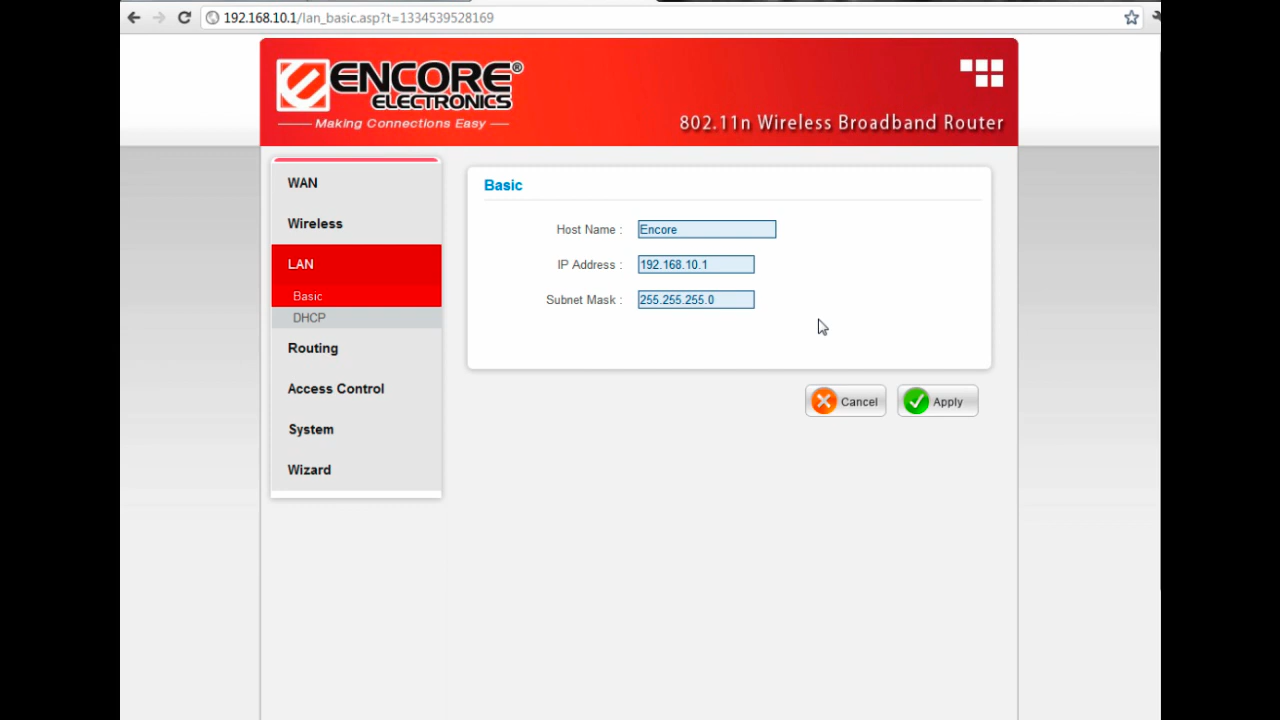 192.168.10.1/lan_basic.asp?t=1334539528169
ENCORE®
ELECTRONICS
Making Connections Easy
802.11n Wireless Broadband Router
WAN
Wireless
LAN
Basic
DHCP
Routing
Access Control
System
Wizard
Basic
Host Name : Encore
IP Address : 192.168.10.1
Subnet Mask : 255.255.255.0
Cancel Apply